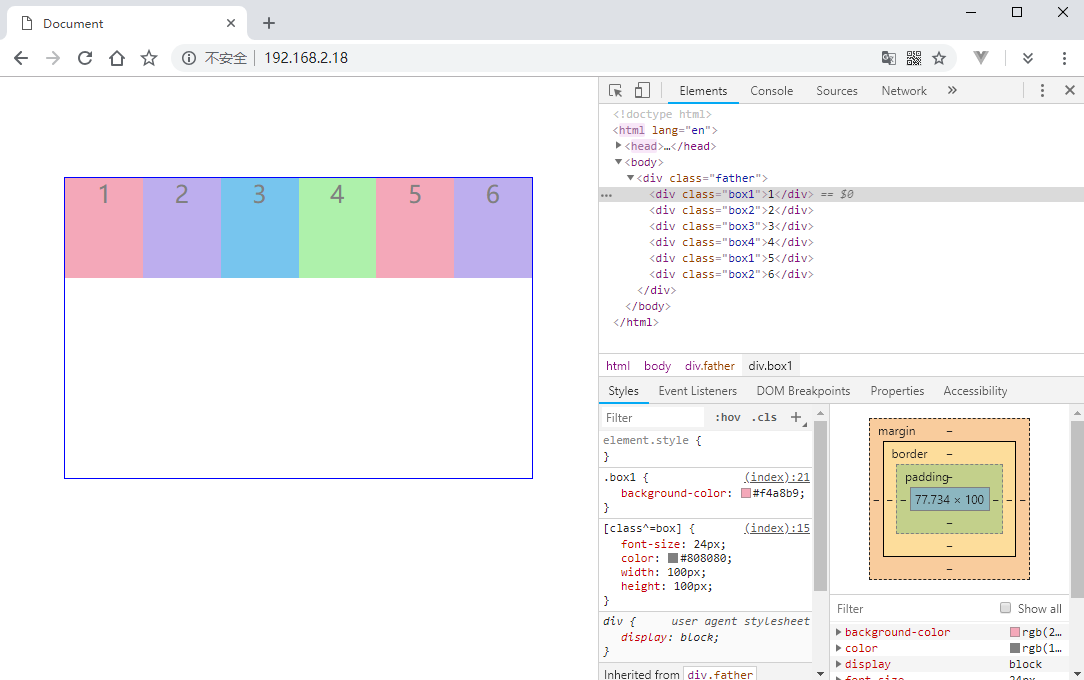 Document
不安全 192.168.2.18
1 2 3 4 5 6
Elements Console Sources Network »
<!doctype html>
<html lang="en">
<head>…</head>
<body>
<div class="father">
<div class="box1">1</div> == $0
<div class="box2">2</div>
<div class="box3">3</div>
<div class="box4">4</div>
<div class="box1">5</div>
<div class="box2">6</div>
</div>
</body>
</html>
html body div.father div.box1
Styles Event Listeners DOM Breakpoints Properties Accessibility
Filter :hov .cls +
element.style {
}
.box1 { (index):21
background-color: #f4a8b9;
}
[class^=box] { (index):15
font-size: 24px;
color: #808080;
width: 100px;
height: 100px;
}
div { user agent stylesheet
display: block;
}
Inherited from div.father
margin –
border –
padding –
– – – 77.734 × 100 – – –
–
–
–
Filter Show all
background-color rgb(2…
color rgb(1…
display block
font-size 24px